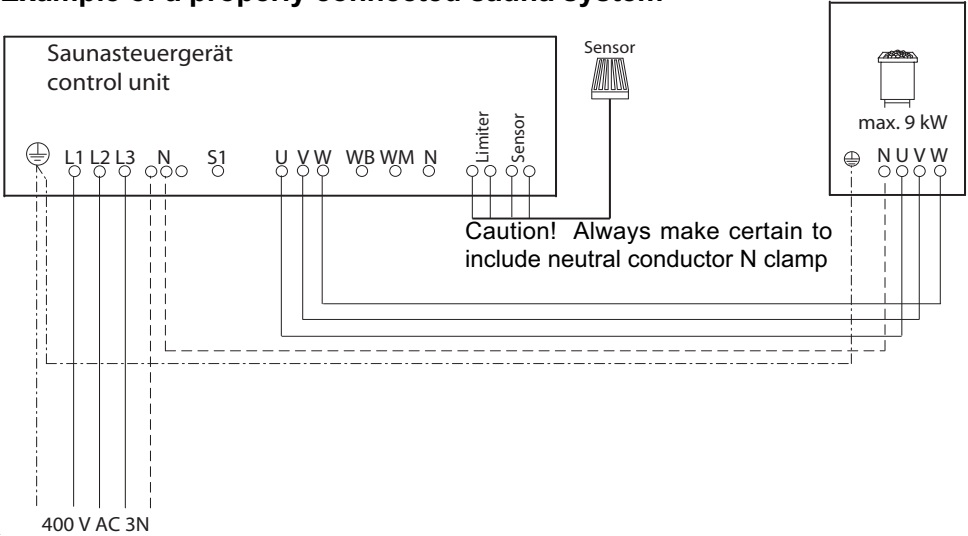 Example of a properly connected sauna system
Saunasteuergerät
control unit
Sensor
Limiter
Sensor
L1 L2 L3 N S1 U V W WB WM N
max. 9 kW
N U V W
Caution! Always make certain to
include neutral conductor N clamp
400 V AC 3N